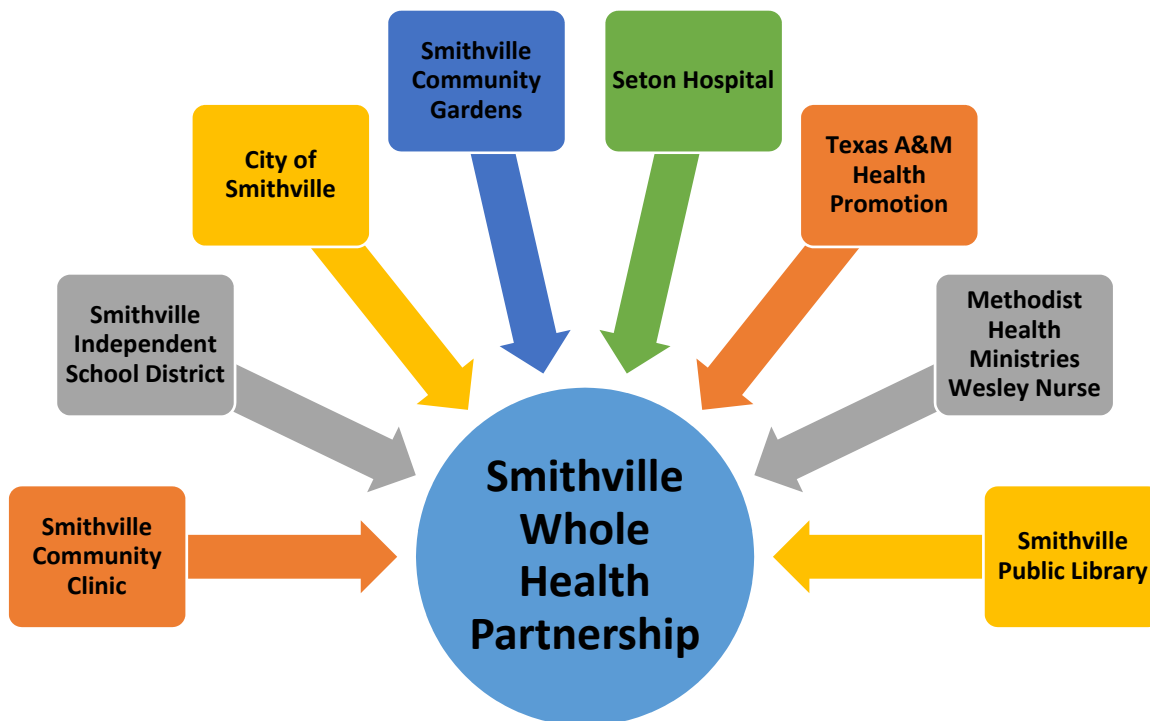 Smithville
Community
Gardens
Seton Hospital
City of
Smithville
Texas A&M
Health
Promotion
Smithville
Independent
School District
Methodist
Health
Ministries
Wesley Nurse
Smithville
Community
Clinic
Smithville
Whole
Health
Partnership
Smithville
Public Library